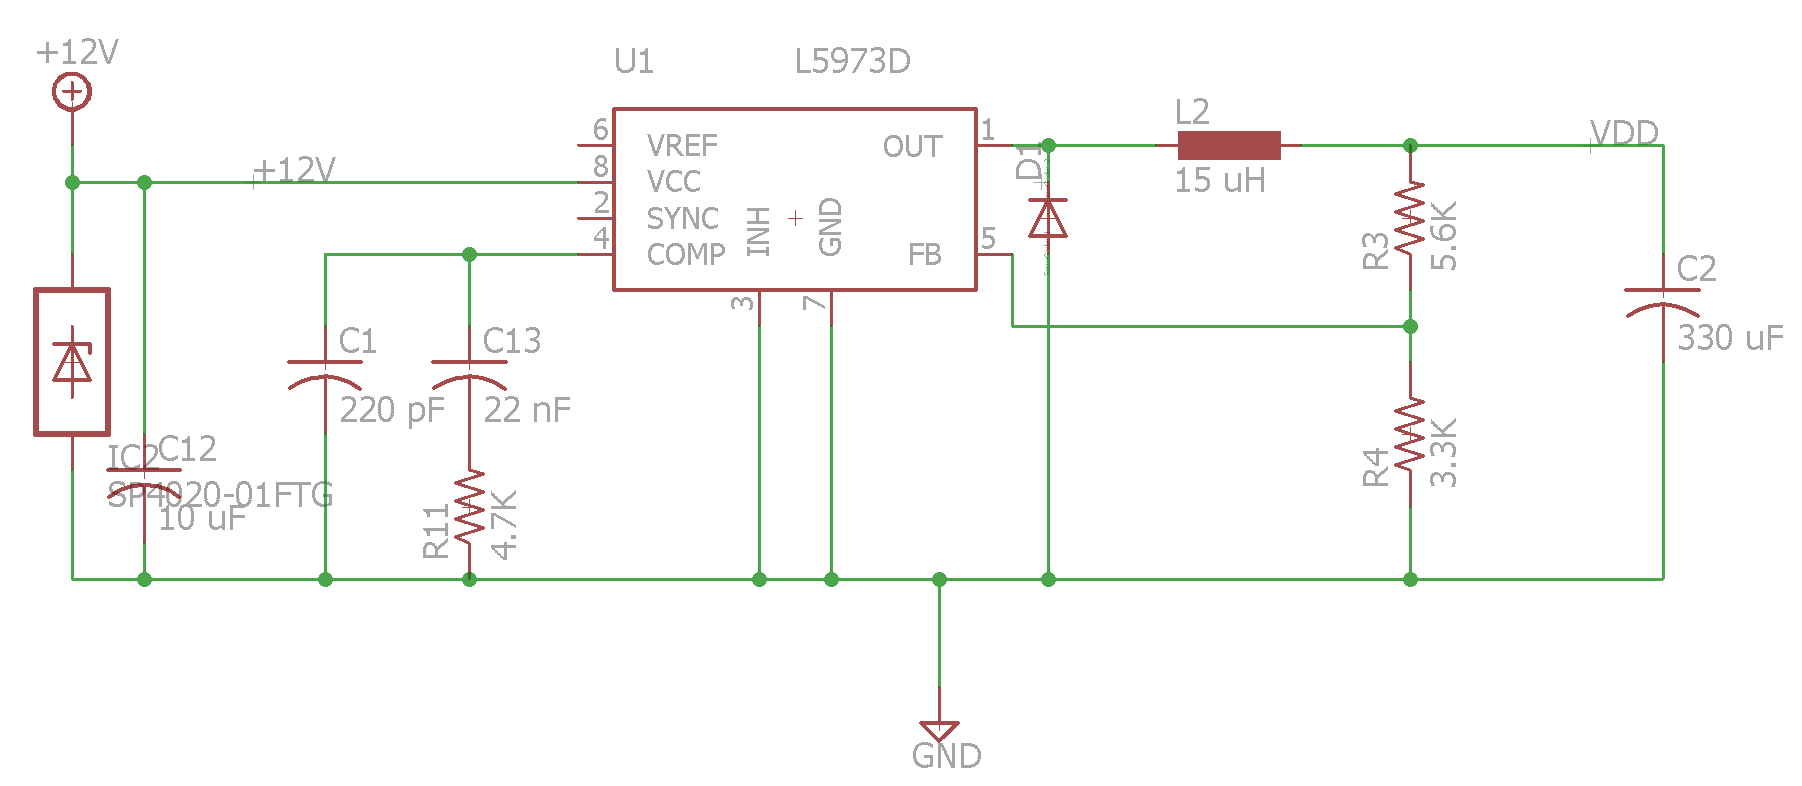 +12V
U1
L5973D
6
VREF
8
VCC
2
SYNC
4
COMP
INH
GND
OUT
1
FB
5
3
7
+12V
D1
L2
15 uH
VDD
R3
5.6K
C2
330 uF
R4
3.3K
C1
220 pF
C13
22 nF
R11
4.7K
IC2
SP4020-01FTG
C12
10 uF
GND